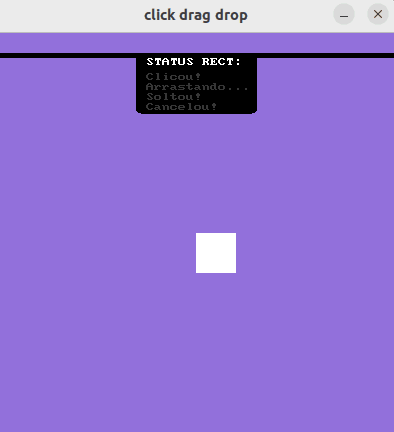 click drag drop
STATUS RECT:
Clicou!
Arrastando...
Soltou!
Cancelou!